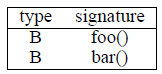 type signature
B foo()
B bar()